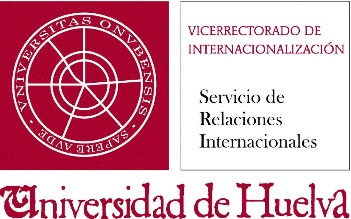 · VNIVERSITAS ONVBENSIS ·
SAPERE AVDE
VICERRECTORADO DE
INTERNACIONALIZACIÓN
Servicio de
Relaciones
Internacionales
Universidad de Huelva